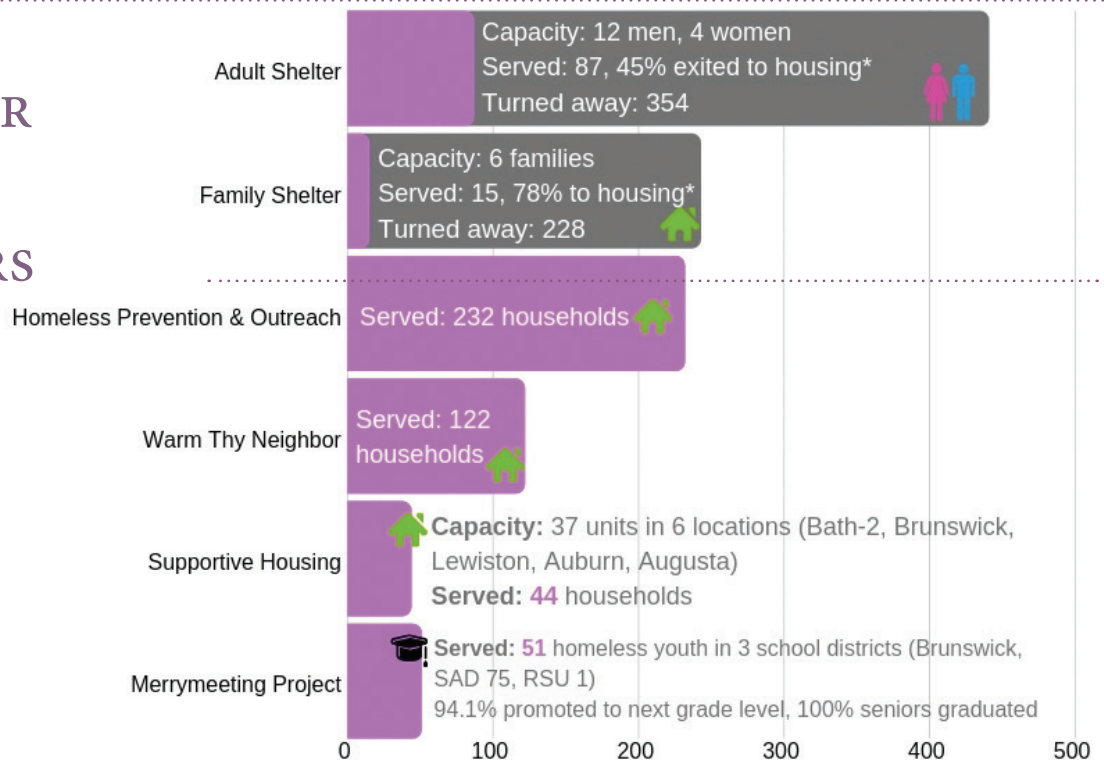 R
RS
Adult Shelter
Capacity: 12 men, 4 women
Served: 87, 45% exited to housing*
Turned away: 354
Family Shelter
Capacity: 6 families
Served: 15, 78% to housing*
Turned away: 228
Homeless Prevention & Outreach
Served: 232 households
Warm Thy Neighbor
Served: 122
households
Supportive Housing
Capacity: 37 units in 6 locations (Bath-2, Brunswick,
Lewiston, Auburn, Augusta)
Served: 44 households
Merrymeeting Project
Served: 51 homeless youth in 3 school districts (Brunswick,
SAD 75, RSU 1)
94.1% promoted to next grade level, 100% seniors graduated
0 100 200 300 400 500